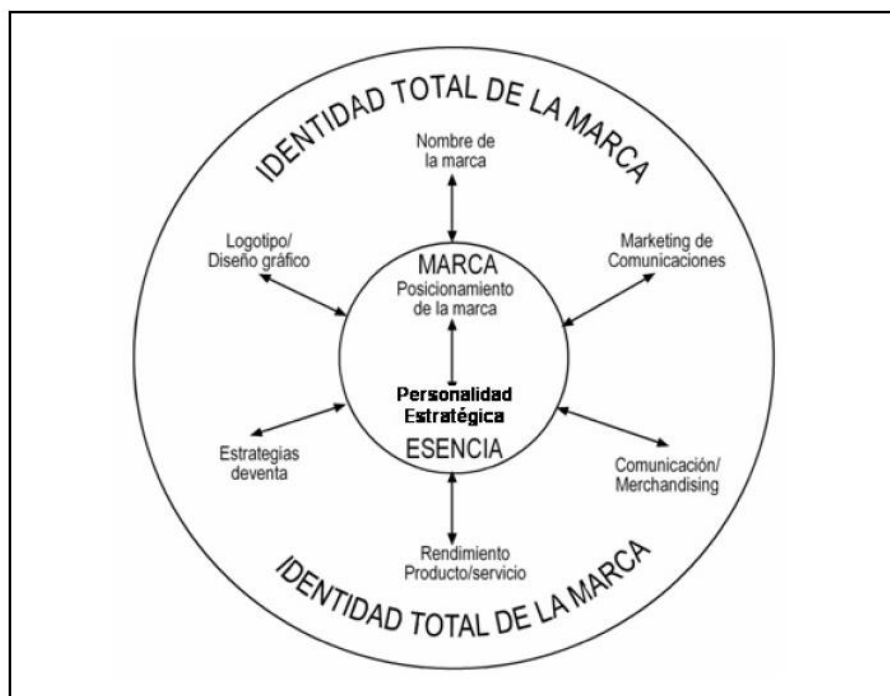 IDENTIDAD TOTAL DE LA MARCA
Nombre de
la marca
Logotipo/
Diseño gráfico
Marketing de
Comunicaciones
MARCA
Posicionamiento
de la marca
Personalidad
Estratégica
ESENCIA
Estrategias
deventa
Comunicación/
Merchandising
Rendimiento
Producto/servicio
IDENTIDAD TOTAL DE LA MARCA